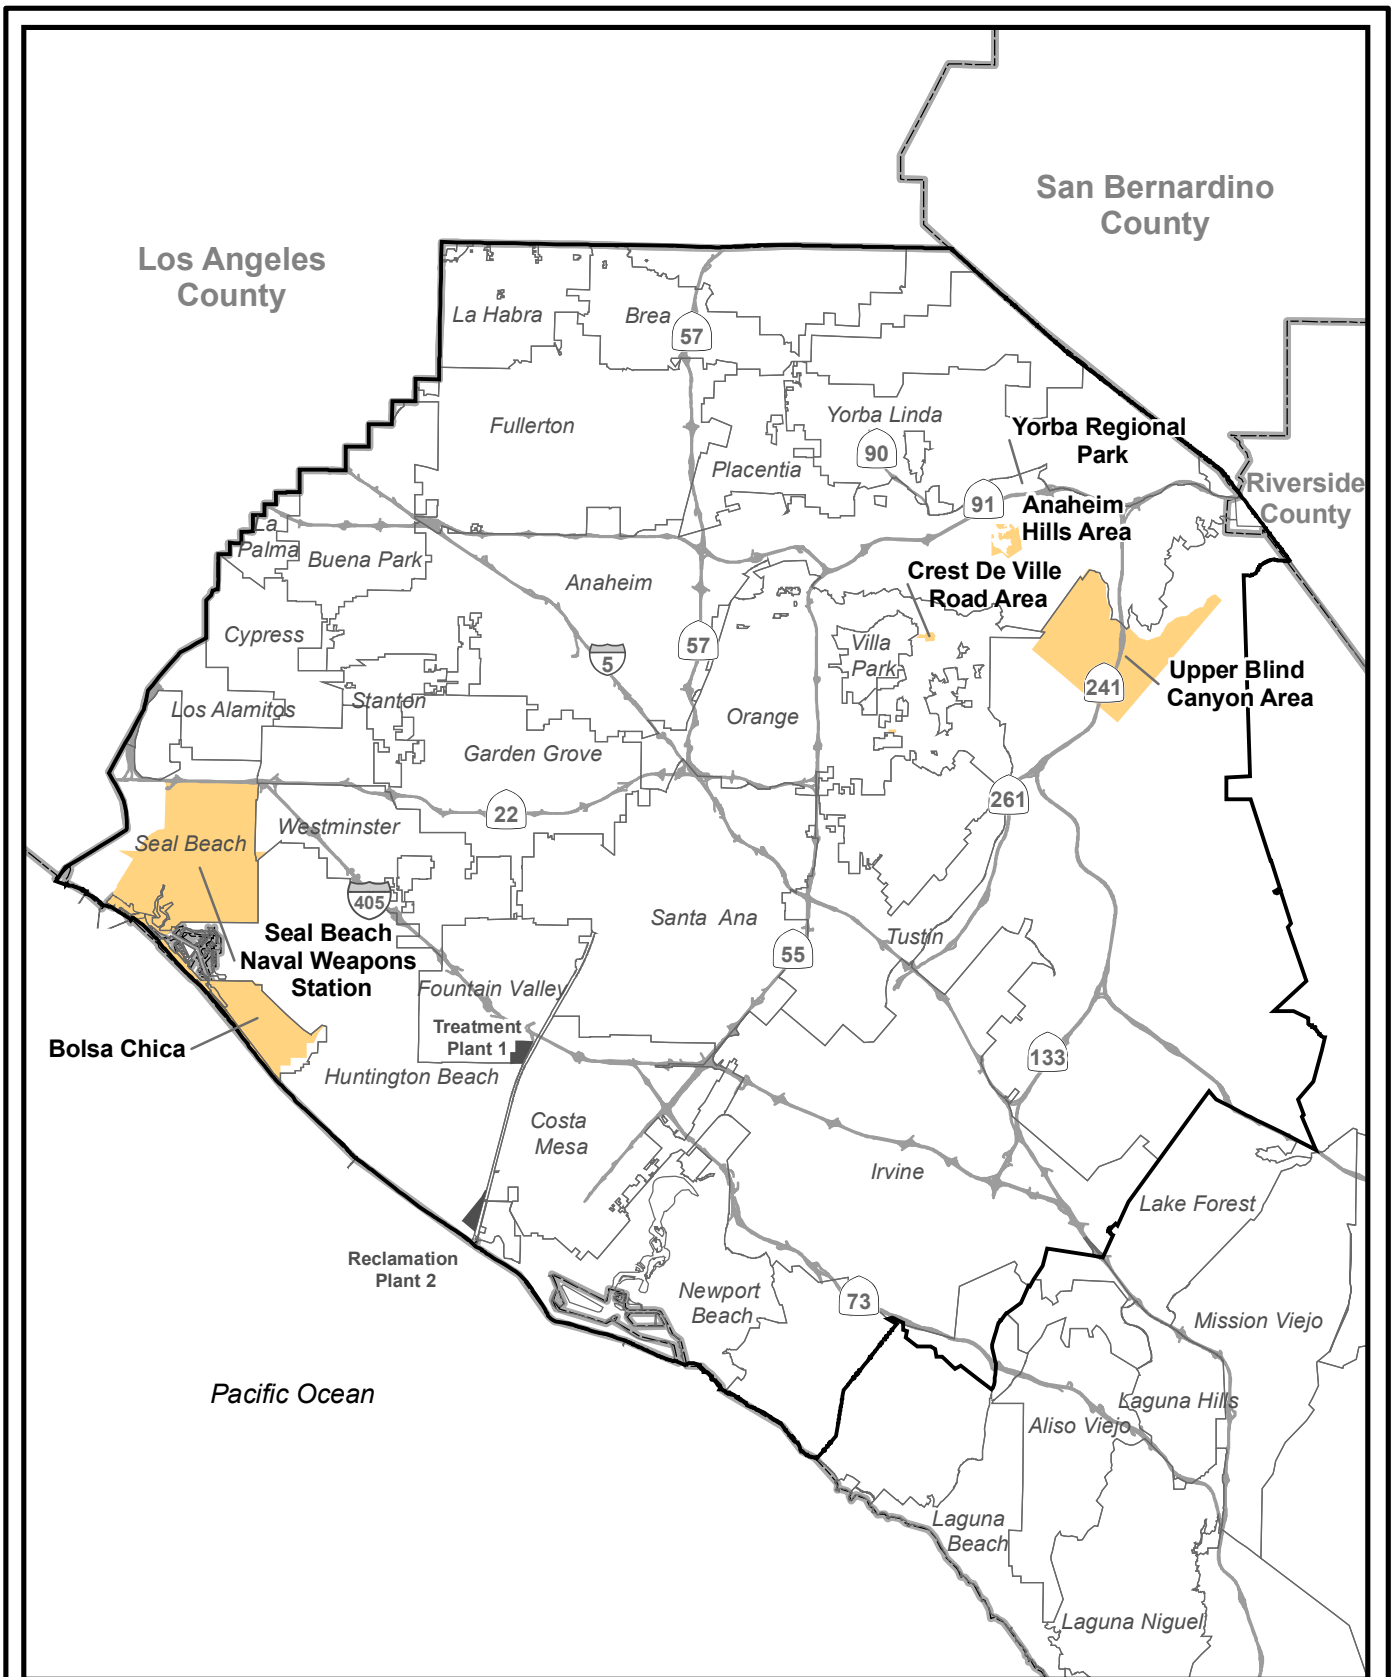 San Bernardino
County
Los Angeles
County
La Habra
Brea
57
Fullerton
Yorba Linda
Yorba Regional
Park
90
Placentia
91
Riverside
County
Anaheim
Hills Area
La
Palma
Buena Park
Anaheim
Crest De Ville
Road Area
Cypress
57
Villa
Park
5
Upper Blind
Canyon Area
241
Stanton
Los Alamitos
Orange
Garden Grove
261
22
Westminster
Seal Beach
405
Santa Ana
Seal Beach
Naval Weapons
Station
Tustin
55
Fountain Valley
Treatment
Plant 1
Bolsa Chica
133
Huntington Beach
Costa
Mesa
Irvine
Lake Forest
Reclamation
Plant 2
Newport
Beach
73
Mission Viejo
Pacific Ocean
Laguna Hills
Aliso Viejo
Laguna
Beach
Laguna Niguel